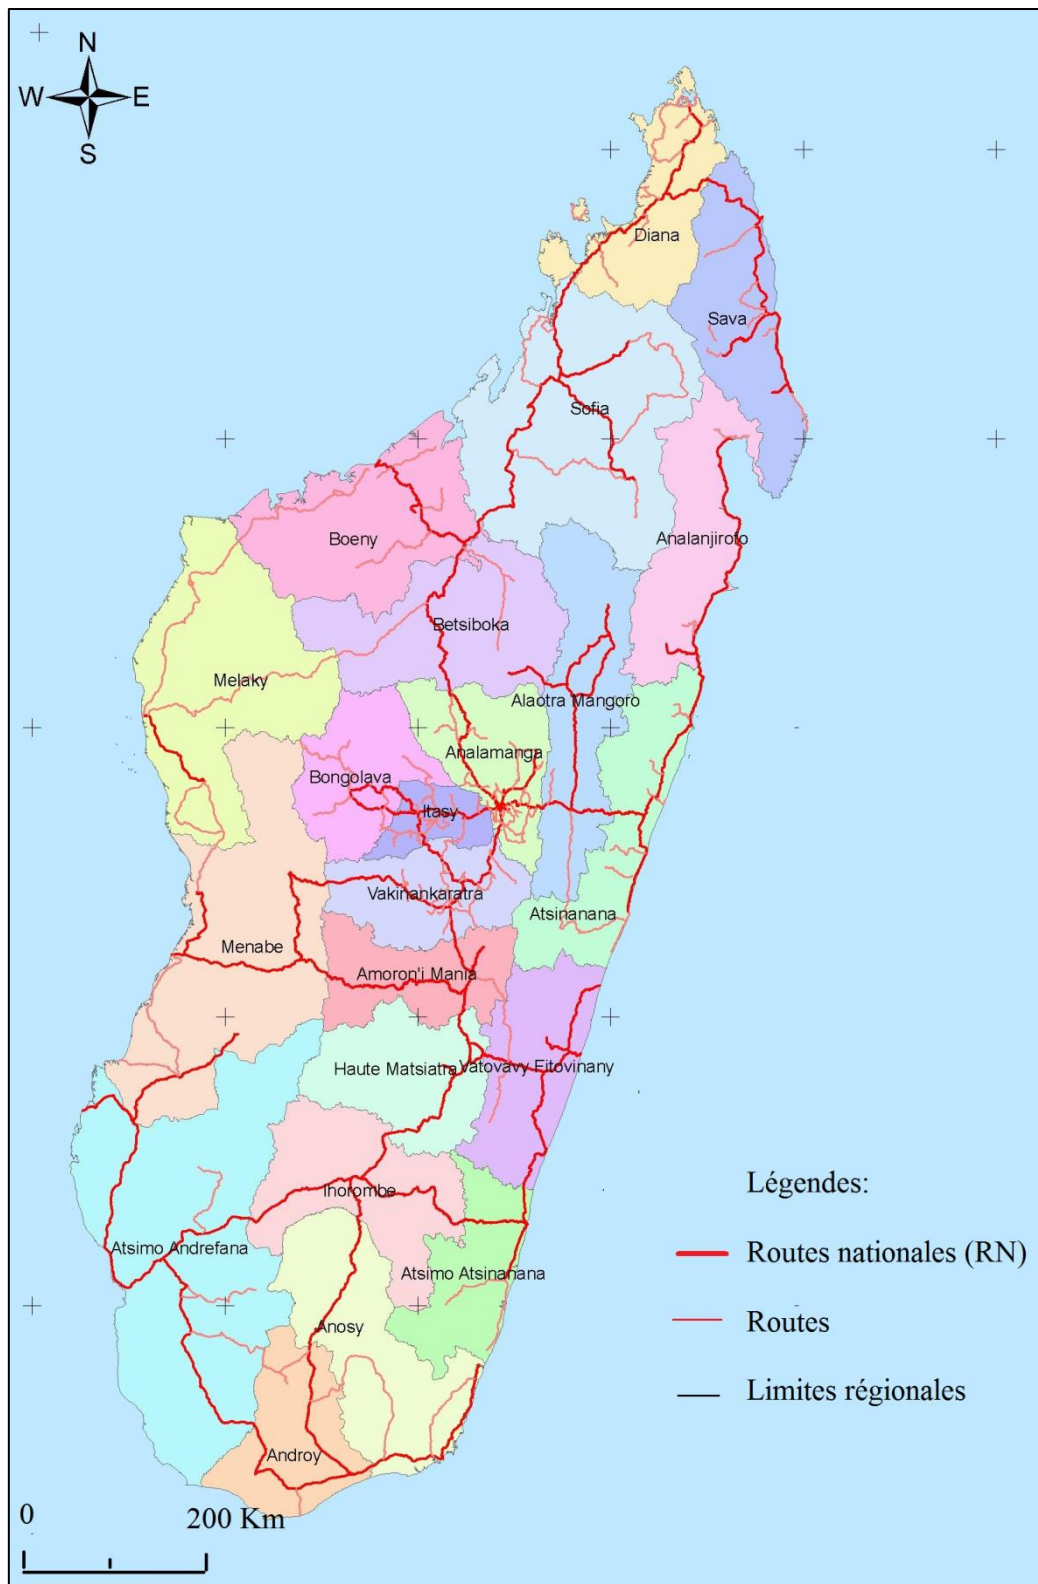 N
W E
S
Diana
Sava
Sofia
Boeny
Analanjirofo
Betsiboka
Melaky
Alaotra Mangoro
Analamanga
Bongolava
Itasy
Vakinankaratra
Atsinanana
Menabe
Amoron'i Mania
Haute Matsiatra
Vatovavy Fitovinany
Ihorombe
Atsimo Andrefana
Atsimo Atsinanana
Anosy
Androy
Légendes:
Routes nationales (RN)
Routes
Limites régionales
0 200 Km